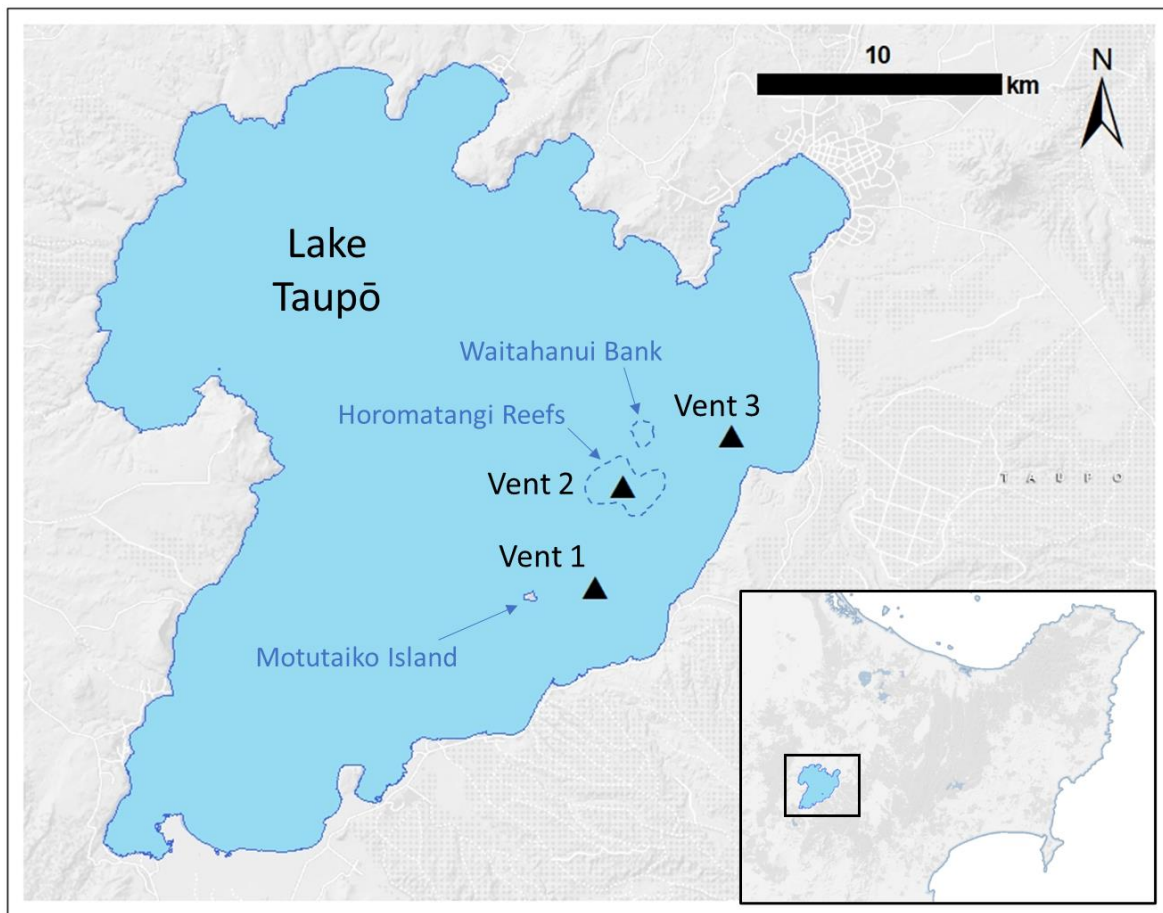 10
km
N
Lake
Taupō
Waitahanui Bank
Horomatangi Reefs
Vent 3
Vent 2
TAUPO
Vent 1
Motutaiko Island